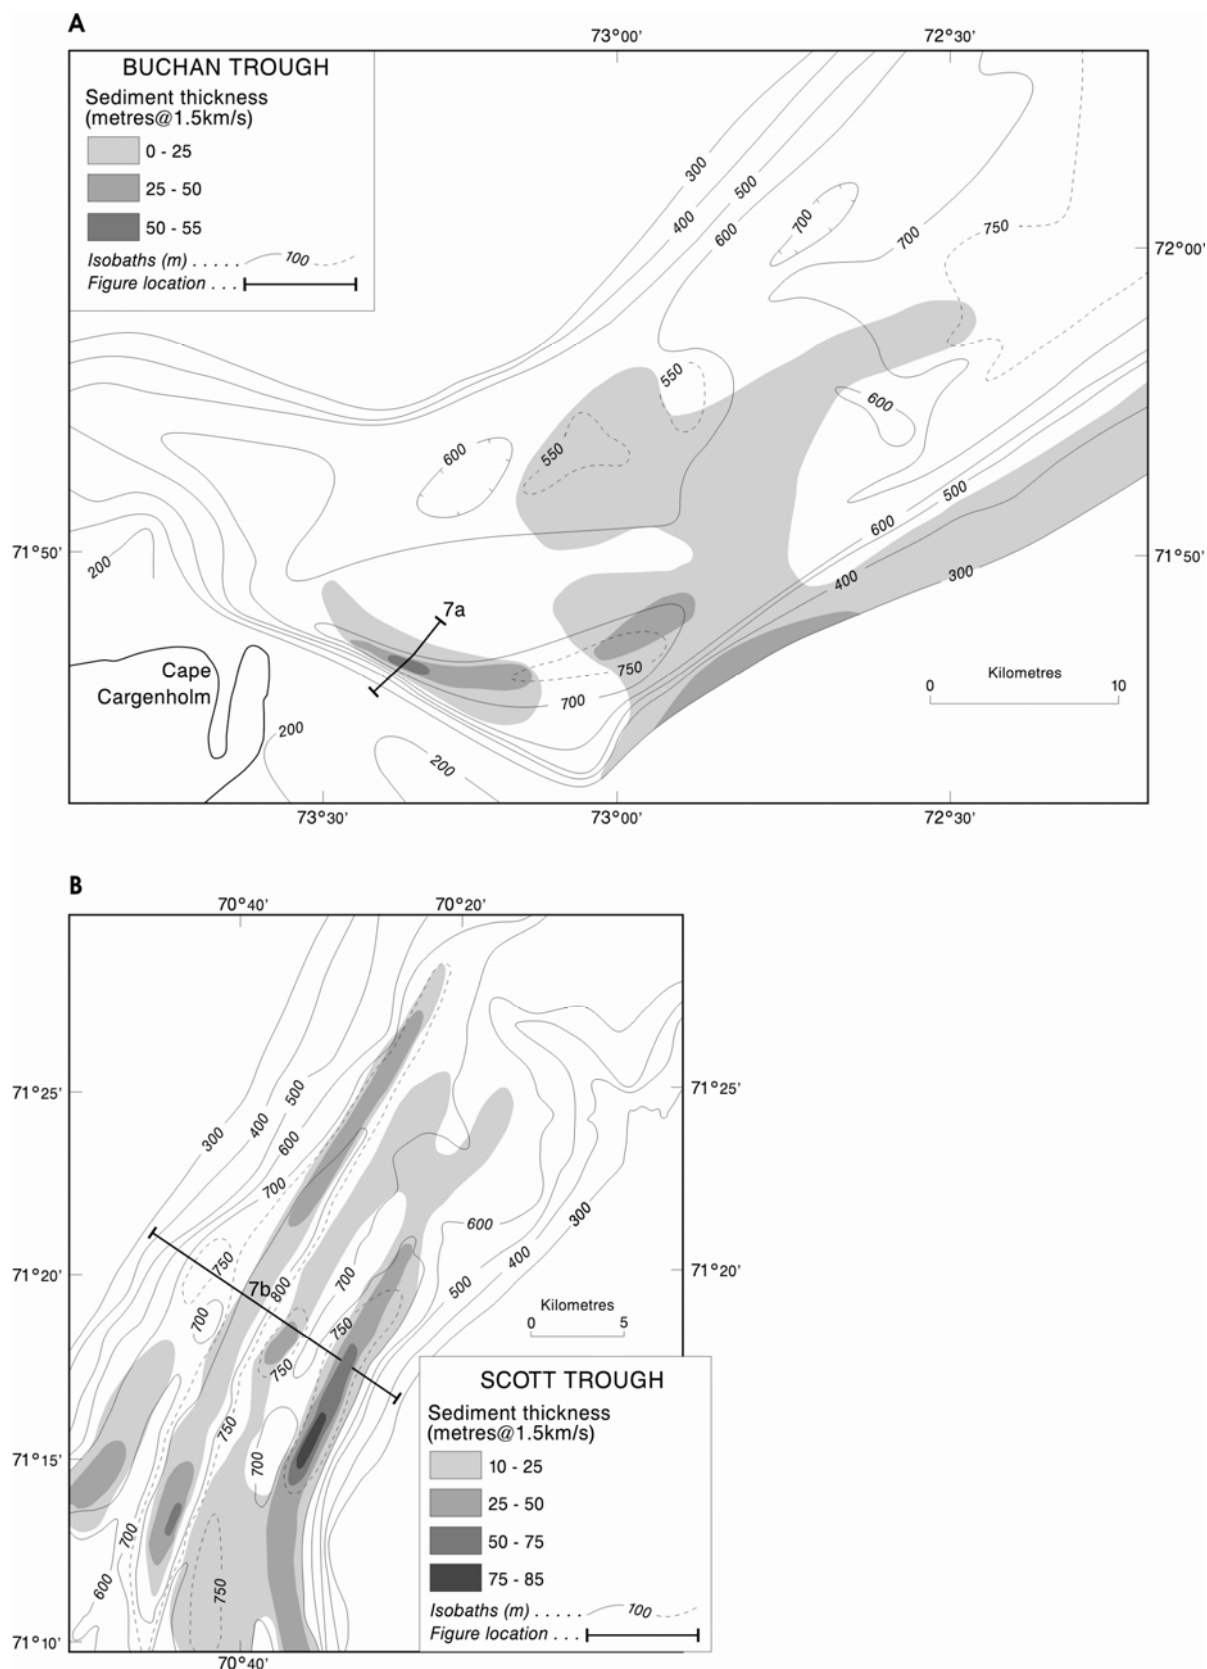 A
73°00'
72°30'
BUCHAN TROUGH
Sediment thickness
(metres@1.5km/s)
0 - 25
25 - 50
50 - 55
Isobaths (m) . . . . . 100
Figure location . . .
300
400
500
600
700
700
750
72°00'
550
600
550
600
500
600
400
300
71°50'
71°50'
200
7a
750
700
Cape
Cargenholm
200
200
Kilometres
0 10
73°30'
73°00'
72°30'
B
70°40'
70°20'
71°25'
71°25'
300
400
500
600
700
600
500
400
300
71°20'
71°20'
750
7b
800
700
700
750
750
Kilometres
0 5
SCOTT TROUGH
Sediment thickness
(metres@1.5km/s)
10 - 25
25 - 50
50 - 75
75 - 85
Isobaths (m) . . . . . 100
Figure location . . .
71°15'
750
700
700
600
750
71°10'
70°40'